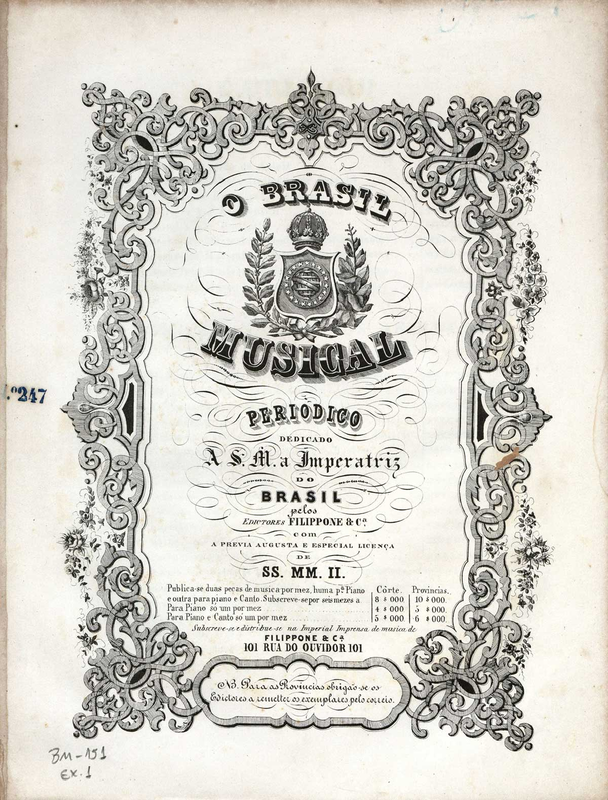 O BRASIL
MUSICAL
Nº247
PERIODICO
DEDICADO
A S. M. a Imperatriz
DO
BRASIL
pelos
EDICTORES FILIPPONE & Cª
com
A PREVIA AUGUSTA E ESPECIAL LICENÇA
DE
SS. MM. II.
Publica-se duas peças de musica por mez, huma pª Piano Côrte. Provincias.
e outra para piano e Canto. Subscreve-se por seis mezes a 8 $ 000 10 $ 000
Para Piano só um por mez 4 $ 000 5 $ 000
Para Piano e Canto só um por mez 5 $ 000 6 $ 000.
Subscreve-se e distribue-se na Imperial Imprensa de musica de
FILIPPONE & Cª
101 RUA DO OUVIDOR 101
NB. Para as Provincias obrigão-se os
Edictores a remetter os exemplares pelo correio.
BM-151
EX.1